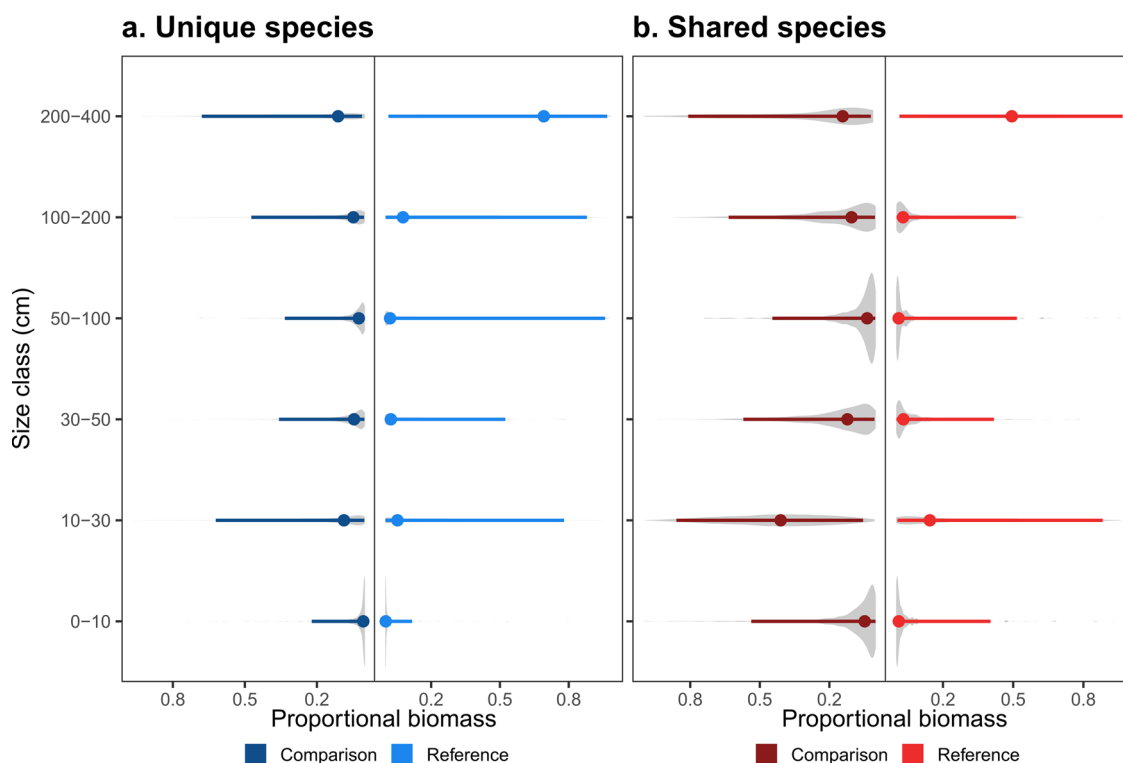 a. Unique species
b. Shared species
Size class (cm)
200−400
100−200
50−100
30−50
10−30
0−10
0.8 0.5 0.2 0.2 0.5 0.8
0.8 0.5 0.2 0.2 0.5 0.8
Proportional biomass
Proportional biomass
Comparison Reference
Comparison Reference